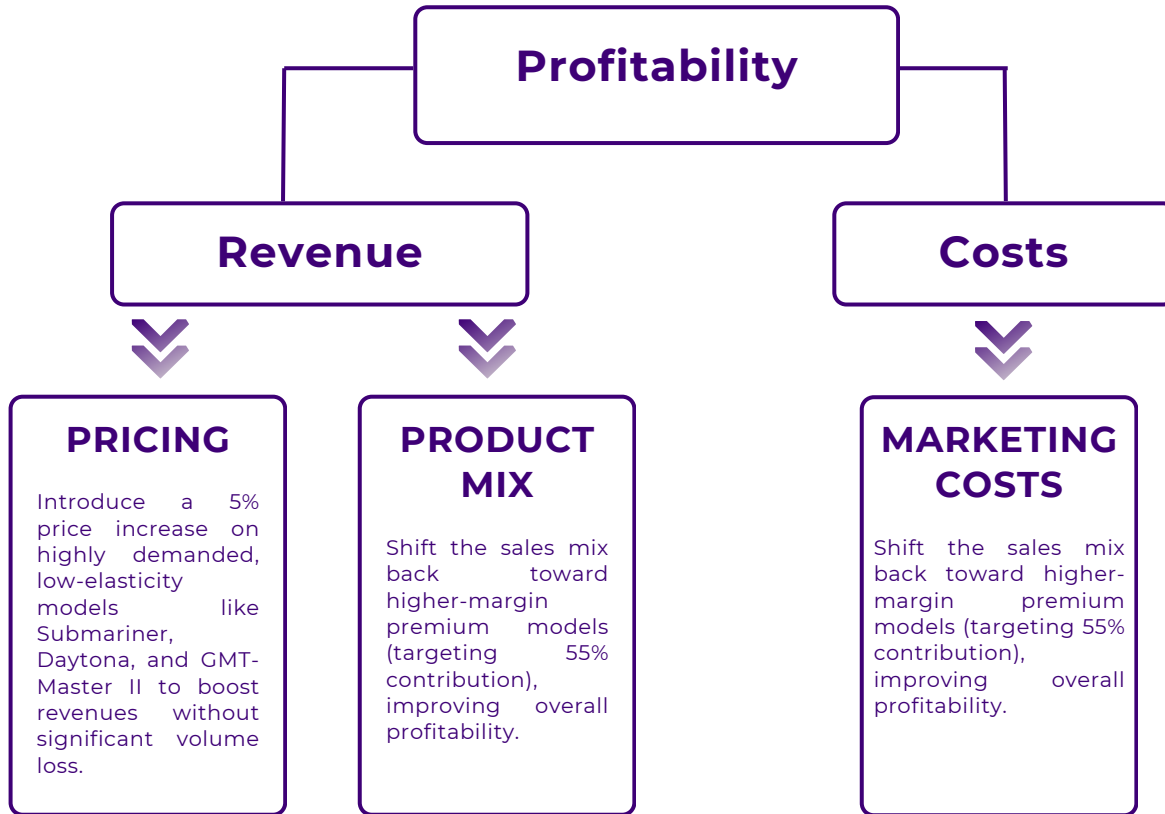 Profitability
Revenue
Costs
PRICING
Introduce a 5%
price increase on
highly demanded,
low-elasticity
models like
Submariner,
Daytona, and GMT-
Master II to boost
revenues without
significant volume
loss.
PRODUCT
MIX
Shift the sales mix
back toward
higher-margin
premium models
(targeting 55%
contribution),
improving overall
profitability.
MARKETING
COSTS
Shift the sales mix
back toward higher-
margin premium
models (targeting 55%
contribution),
improving overall
profitability.